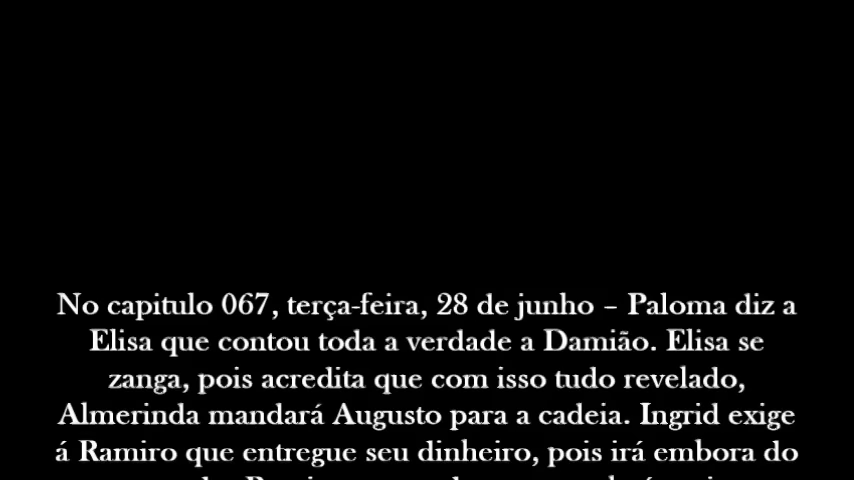 No capitulo 067, terça-feira, 28 de junho – Paloma diz a
Elisa que contou toda a verdade a Damião. Elisa se
zanga, pois acredita que com isso tudo revelado,
Almerinda mandará Augusto para a cadeia. Ingrid exige
á Ramiro que entregue seu dinheiro, pois irá embora do